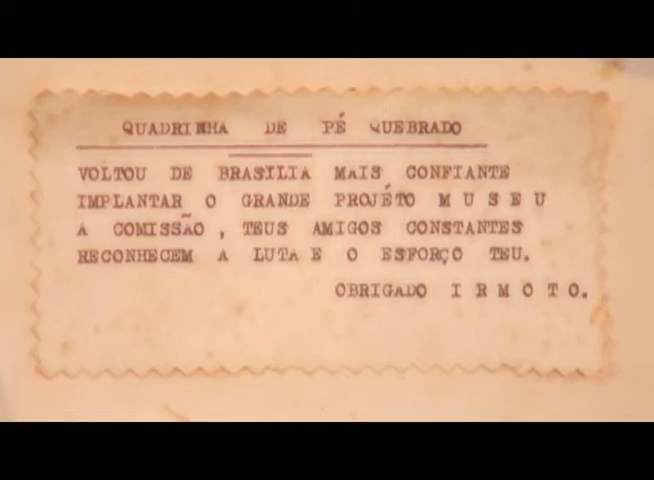 QUADRINHA DE PÉ QUEBRADO
VOLTOU DE BRASILIA MAIS CONFIANTE
IMPLANTAR O GRANDE PROJÉTO M U S E U
A COMISSÃO , TEUS AMIGOS CONSTANTES
RECONHECEM A LUTA E O ESFORÇO TEU.
OBRIGADO I R M O T O.